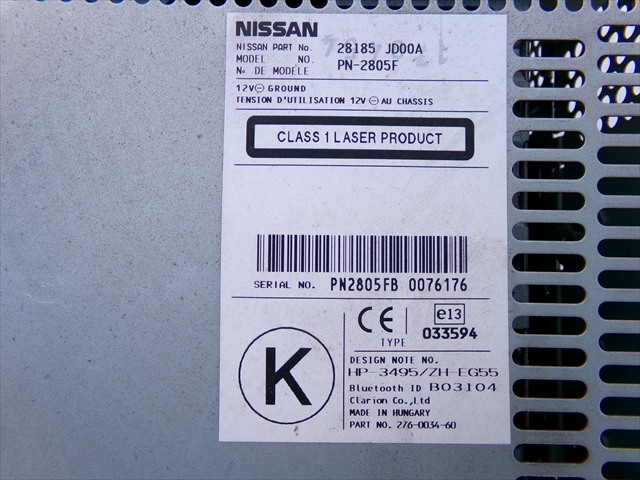 NISSAN
NISSAN PART No. 28185 JD00A
MODEL NO. PN-2805F
No DE MODÈLE
12V⊖ GROUND
TENSION D'UTILISATION 12V ⊖ AU CHASSIS
CLASS 1 LASER PRODUCT
SERIAL NO. PN2805FB 0076176
CE e13
TYPE 033594
K
DESIGN NOTE NO.
HP-3495/ZH-EG55
Bluetooth ID B03104
Clarion Co.,Ltd
MADE IN HUNGARY
PART NO. 276-0034-60